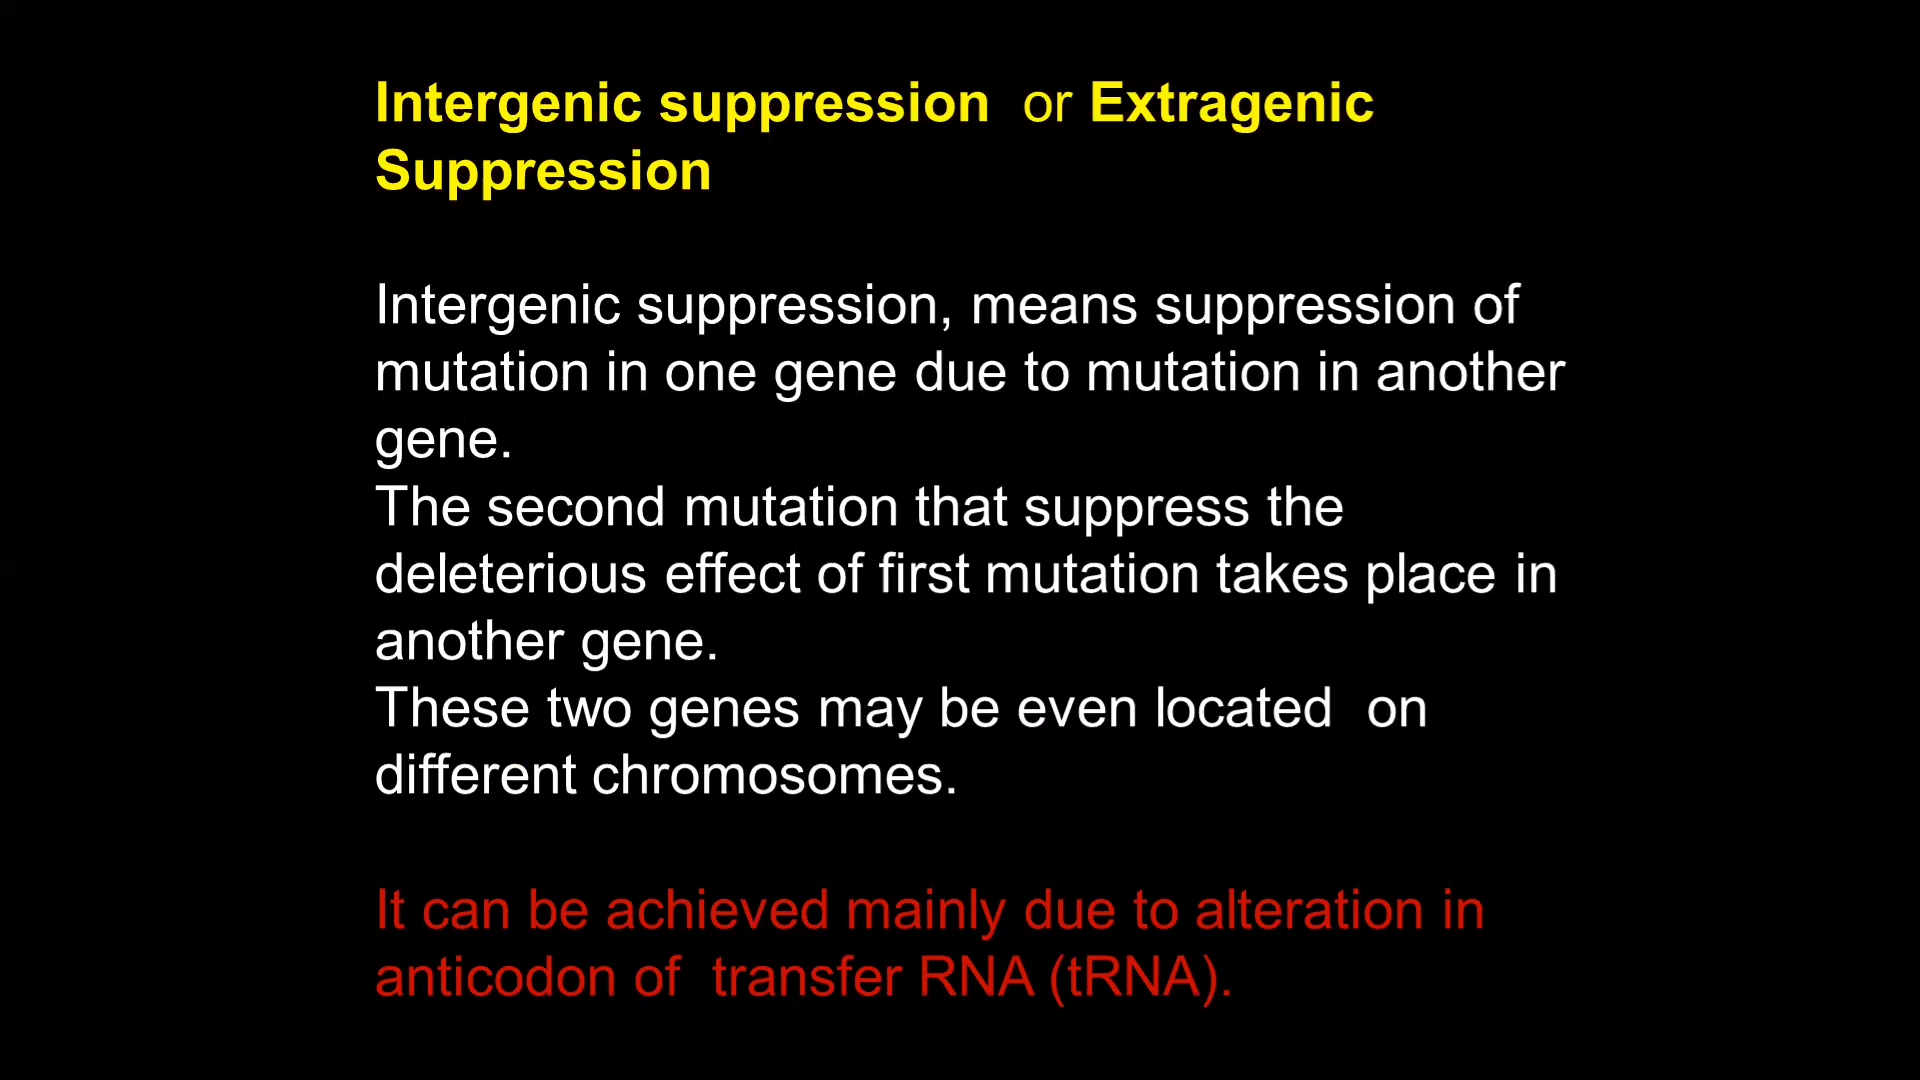 Intergenic suppression  or Extragenic
Suppression
Intergenic suppression, means suppression of
mutation in one gene due to mutation in another
gene.
The second mutation that suppress the
deleterious effect of first mutation takes place in
another gene.
These two genes may be even located  on
different chromosomes.
It can be achieved mainly due to alteration in
anticodon of  transfer RNA (tRNA).